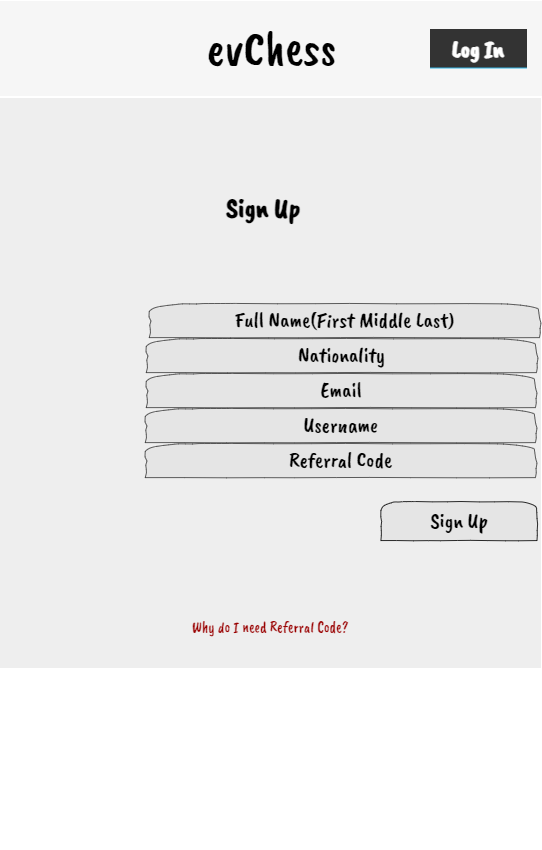 evChess
Log In
Sign Up
Full Name(First Middle Last)
Nationality
Email
Username
Referral Code
Sign Up
Why do I need Referral Code?